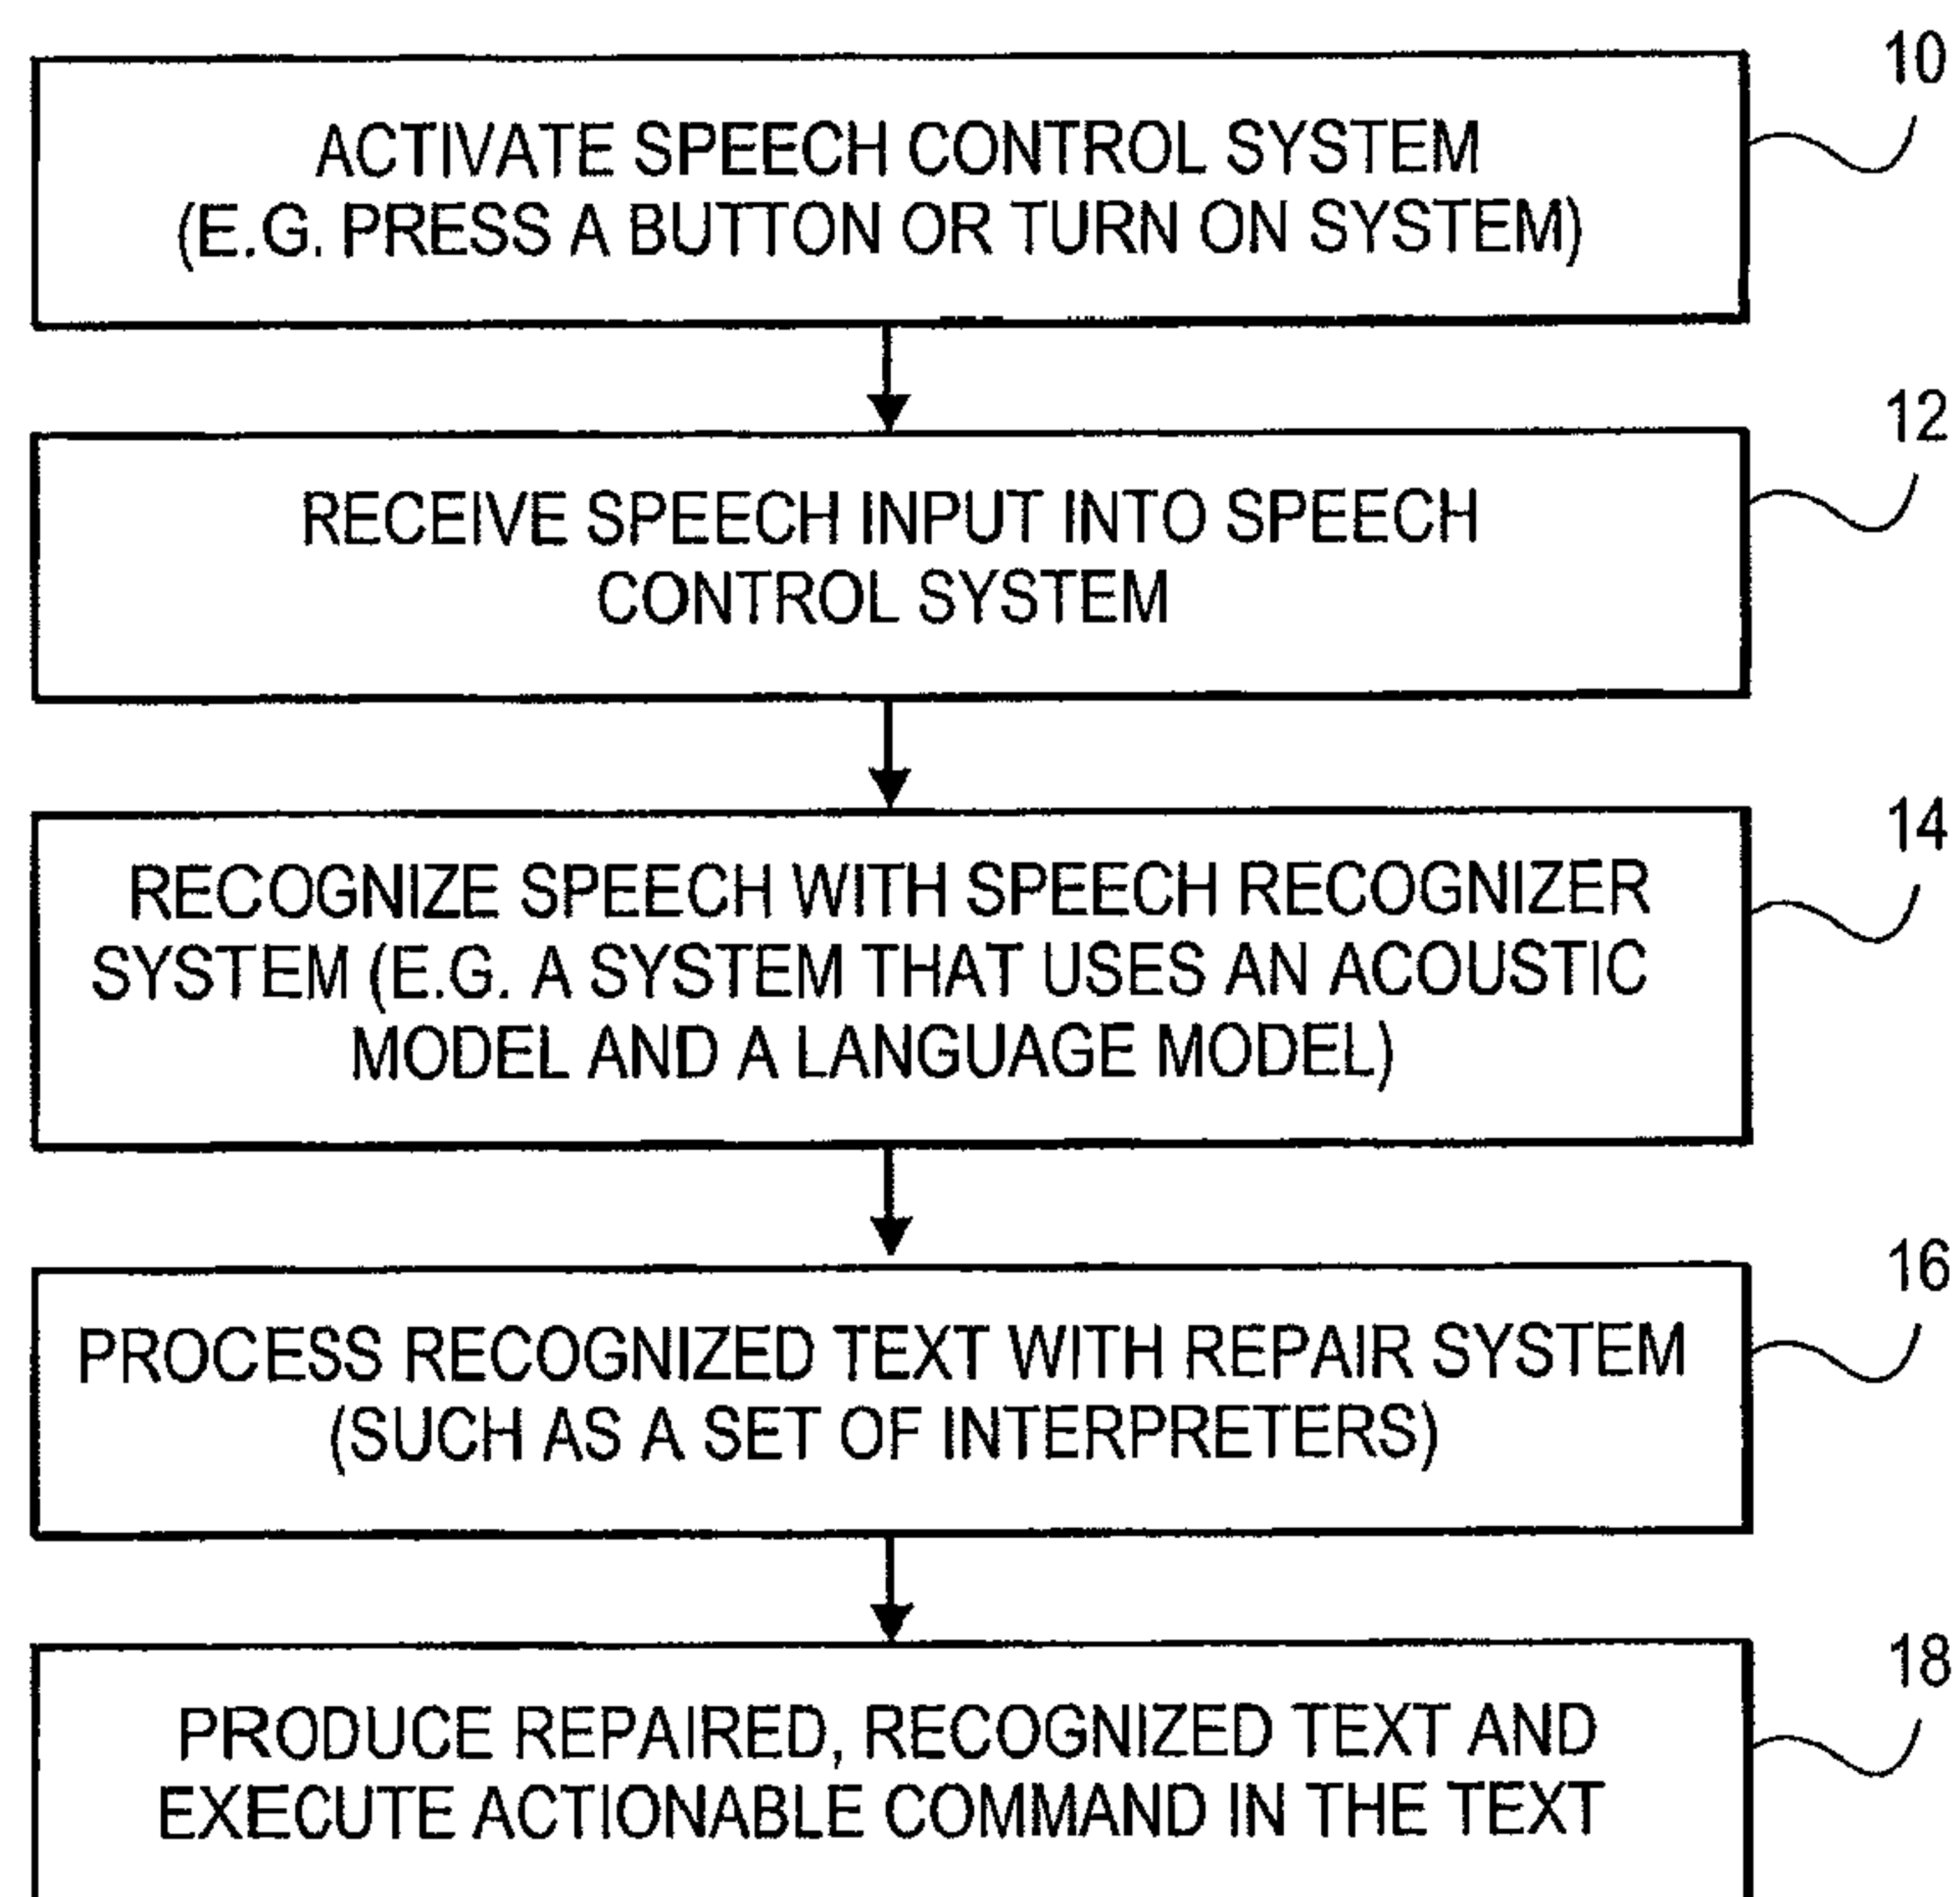 10
ACTIVATE SPEECH CONTROL SYSTEM
(E.G. PRESS A BUTTON OR TURN ON SYSTEM)
12
RECEIVE SPEECH INPUT INTO SPEECH
CONTROL SYSTEM
14
RECOGNIZE SPEECH WITH SPEECH RECOGNIZER
SYSTEM (E.G. A SYSTEM THAT USES AN ACOUSTIC
MODEL AND A LANGUAGE MODEL)
16
PROCESS RECOGNIZED TEXT WITH REPAIR SYSTEM
(SUCH AS A SET OF INTERPRETERS)
18
PRODUCE REPAIRED, RECOGNIZED TEXT AND
EXECUTE ACTIONABLE COMMAND IN THE TEXT